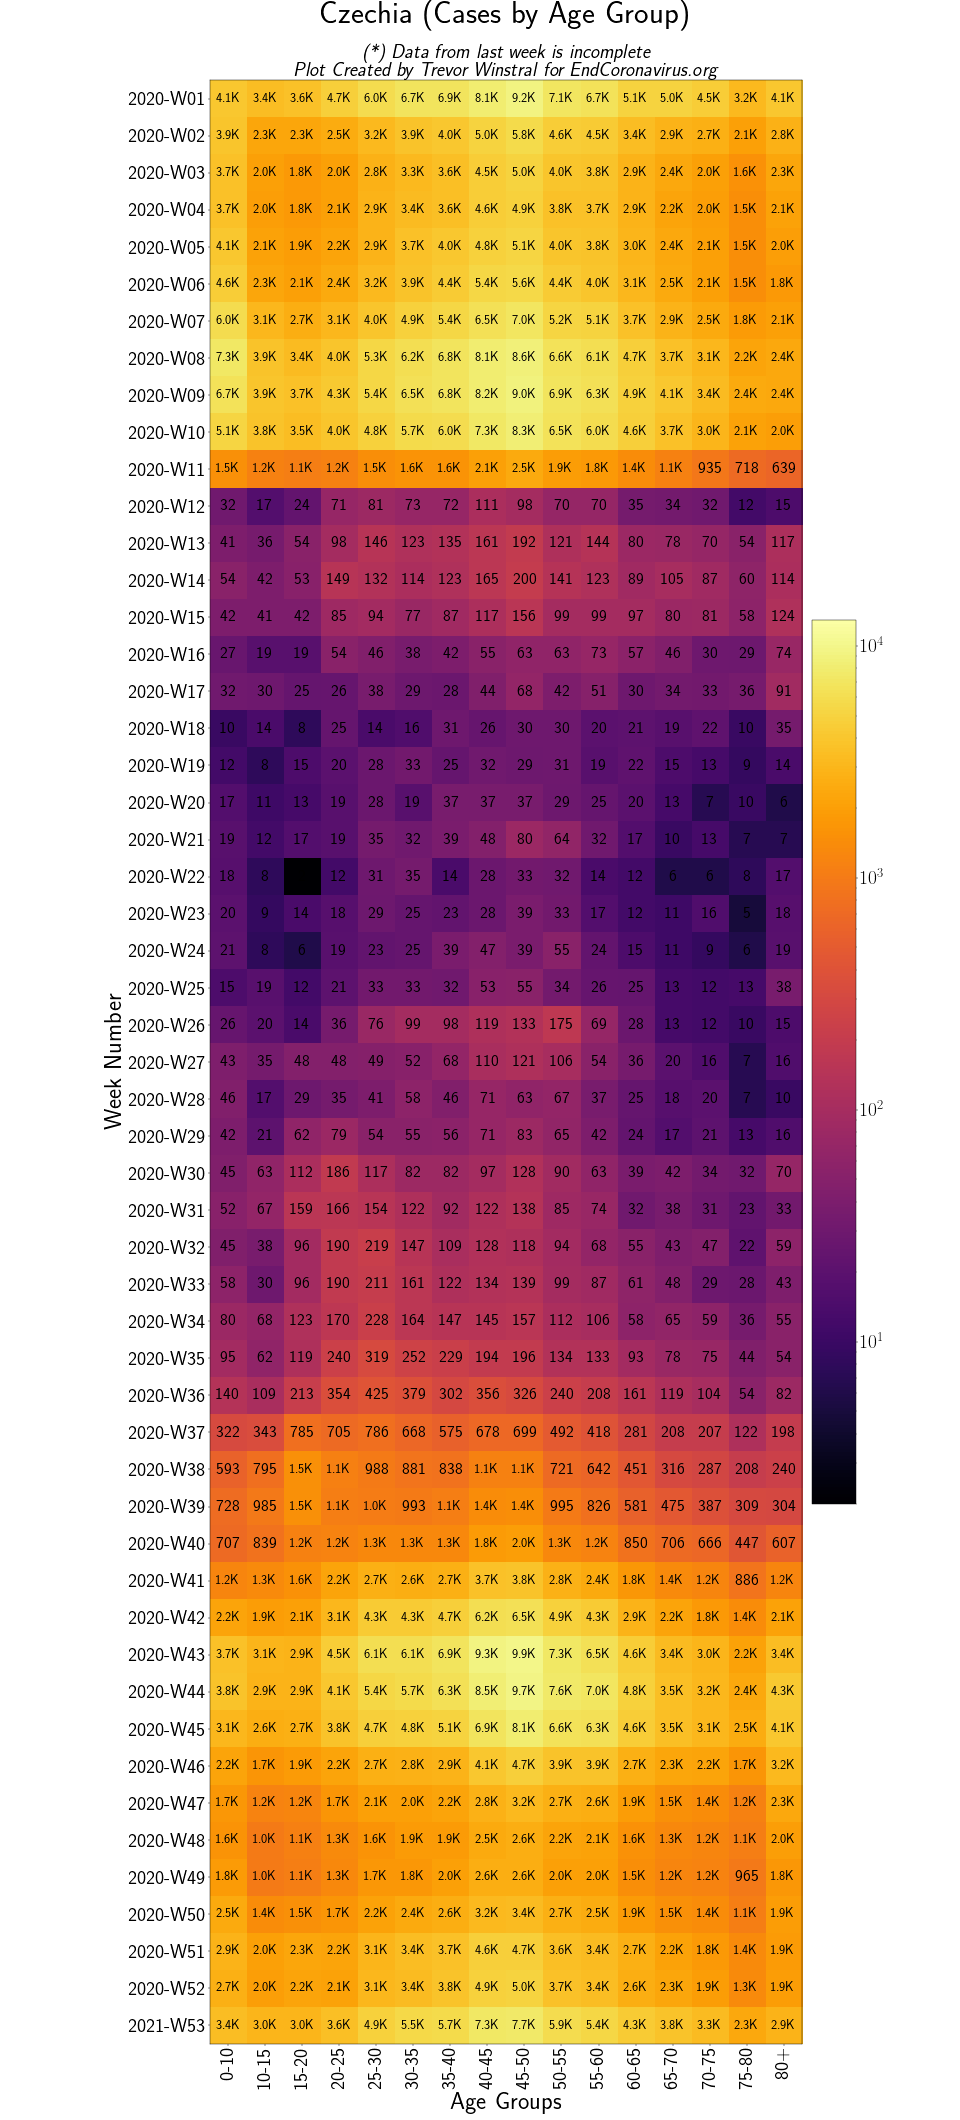 Czechia (Cases by Age Group)
(*) Data from last week is incomplete
Plot Created by Trevor Winstral for EndCoronavirus.org
2020-W01 4.1K 3.4K 3.6K 4.7K 6.0K 6.7K 6.9K 8.1K 9.2K 7.1K 6.7K 5.1K 5.0K 4.5K 3.2K 4.1K
2020-W02 3.9K 2.3K 2.3K 2.5K 3.2K 3.9K 4.0K 5.0K 5.8K 4.6K 4.5K 3.4K 2.9K 2.7K 2.1K 2.8K
2020-W03 3.7K 2.0K 1.8K 2.0K 2.8K 3.3K 3.6K 4.5K 5.0K 4.0K 3.8K 2.9K 2.4K 2.0K 1.6K 2.3K
2020-W04 3.7K 2.0K 1.8K 2.1K 2.9K 3.4K 3.6K 4.6K 4.9K 3.8K 3.7K 2.9K 2.2K 2.0K 1.5K 2.1K
2020-W05 4.1K 2.1K 1.9K 2.2K 2.9K 3.7K 4.0K 4.8K 5.1K 4.0K 3.8K 3.0K 2.4K 2.1K 1.5K 2.0K
2020-W06 4.6K 2.3K 2.1K 2.4K 3.2K 3.9K 4.4K 5.4K 5.6K 4.4K 4.0K 3.1K 2.5K 2.1K 1.5K 1.8K
2020-W07 6.0K 3.1K 2.7K 3.1K 4.0K 4.9K 5.4K 6.5K 7.0K 5.2K 5.1K 3.7K 2.9K 2.5K 1.8K 2.1K
2020-W08 7.3K 3.9K 3.4K 4.0K 5.3K 6.2K 6.8K 8.1K 8.6K 6.6K 6.1K 4.7K 3.7K 3.1K 2.2K 2.4K
2020-W09 6.7K 3.9K 3.7K 4.3K 5.4K 6.5K 6.8K 8.2K 9.0K 6.9K 6.3K 4.9K 4.1K 3.4K 2.4K 2.4K
2020-W10 5.1K 3.8K 3.5K 4.0K 4.8K 5.7K 6.0K 7.3K 8.3K 6.5K 6.0K 4.6K 3.7K 3.0K 2.1K 2.0K
2020-W11 1.5K 1.2K 1.1K 1.2K 1.5K 1.6K 1.6K 2.1K 2.5K 1.9K 1.8K 1.4K 1.1K 935 718 639
2020-W12 32 17 24 71 81 73 72 111 98 70 70 35 34 32 12 15
2020-W13 41 36 54 98 146 123 135 161 192 121 144 80 78 70 54 117
2020-W14 54 42 53 149 132 114 123 165 200 141 123 89 105 87 60 114
2020-W15 42 41 42 85 94 77 87 117 156 99 99 97 80 81 58 124
2020-W16 27 19 19 54 46 38 42 55 63 63 73 57 46 30 29 74
2020-W17 32 30 25 26 38 29 28 44 68 42 51 30 34 33 36 91
2020-W18 10 14 8 25 14 16 31 26 30 30 20 21 19 22 10 35
2020-W19 12 8 15 20 28 33 25 32 29 31 19 22 15 13 9 14
2020-W20 17 11 13 19 28 19 37 37 37 29 25 20 13 7 10 6
2020-W21 19 12 17 19 35 32 39 48 80 64 32 17 10 13 7 7
2020-W22 18 8 12 31 35 14 28 33 32 14 12 6 6 8 17
2020-W23 20 9 14 18 29 25 23 28 39 33 17 12 11 16 5 18
2020-W24 21 8 6 19 23 25 39 47 39 55 24 15 11 9 6 19
2020-W25 15 19 12 21 33 33 32 53 55 34 26 25 13 12 13 38
2020-W26 26 20 14 36 76 99 98 119 133 175 69 28 13 12 10 15
2020-W27 43 35 48 48 49 52 68 110 121 106 54 36 20 16 7 16
2020-W28 46 17 29 35 41 58 46 71 63 67 37 25 18 20 7 10
2020-W29 42 21 62 79 54 55 56 71 83 65 42 24 17 21 13 16
2020-W30 45 63 112 186 117 82 82 97 128 90 63 39 42 34 32 70
2020-W31 52 67 159 166 154 122 92 122 138 85 74 32 38 31 23 33
2020-W32 45 38 96 190 219 147 109 128 118 94 68 55 43 47 22 59
2020-W33 58 30 96 190 211 161 122 134 139 99 87 61 48 29 28 43
2020-W34 80 68 123 170 228 164 147 145 157 112 106 58 65 59 36 55
2020-W35 95 62 119 240 319 252 229 194 196 134 133 93 78 75 44 54
2020-W36 140 109 213 354 425 379 302 356 326 240 208 161 119 104 54 82
2020-W37 322 343 785 705 786 668 575 678 699 492 418 281 208 207 122 198
2020-W38 593 795 1.5K 1.1K 988 881 838 1.1K 1.1K 721 642 451 316 287 208 240
2020-W39 728 985 1.5K 1.1K 1.0K 993 1.1K 1.4K 1.4K 995 826 581 475 387 309 304
2020-W40 707 839 1.2K 1.2K 1.3K 1.3K 1.3K 1.8K 2.0K 1.3K 1.2K 850 706 666 447 607
2020-W41 1.2K 1.3K 1.6K 2.2K 2.7K 2.6K 2.7K 3.7K 3.8K 2.8K 2.4K 1.8K 1.4K 1.2K 886 1.2K
2020-W42 2.2K 1.9K 2.1K 3.1K 4.3K 4.3K 4.7K 6.2K 6.5K 4.9K 4.3K 2.9K 2.2K 1.8K 1.4K 2.1K
2020-W43 3.7K 3.1K 2.9K 4.5K 6.1K 6.1K 6.9K 9.3K 9.9K 7.3K 6.5K 4.6K 3.4K 3.0K 2.2K 3.4K
2020-W44 3.8K 2.9K 2.9K 4.1K 5.4K 5.7K 6.3K 8.5K 9.7K 7.6K 7.0K 4.8K 3.5K 3.2K 2.4K 4.3K
2020-W45 3.1K 2.6K 2.7K 3.8K 4.7K 4.8K 5.1K 6.9K 8.1K 6.6K 6.3K 4.6K 3.5K 3.1K 2.5K 4.1K
2020-W46 2.2K 1.7K 1.9K 2.2K 2.7K 2.8K 2.9K 4.1K 4.7K 3.9K 3.9K 2.7K 2.3K 2.2K 1.7K 3.2K
2020-W47 1.7K 1.2K 1.2K 1.7K 2.1K 2.0K 2.2K 2.8K 3.2K 2.7K 2.6K 1.9K 1.5K 1.4K 1.2K 2.3K
2020-W48 1.6K 1.0K 1.1K 1.3K 1.6K 1.9K 1.9K 2.5K 2.6K 2.2K 2.1K 1.6K 1.3K 1.2K 1.1K 2.0K
2020-W49 1.8K 1.0K 1.1K 1.3K 1.7K 1.8K 2.0K 2.6K 2.6K 2.0K 2.0K 1.5K 1.2K 1.2K 965 1.8K
2020-W50 2.5K 1.4K 1.5K 1.7K 2.2K 2.4K 2.6K 3.2K 3.4K 2.7K 2.5K 1.9K 1.5K 1.4K 1.1K 1.9K
2020-W51 2.9K 2.0K 2.3K 2.2K 3.1K 3.4K 3.7K 4.6K 4.7K 3.6K 3.4K 2.7K 2.2K 1.8K 1.4K 1.9K
2020-W52 2.7K 2.0K 2.2K 2.1K 3.1K 3.4K 3.8K 4.9K 5.0K 3.7K 3.4K 2.6K 2.3K 1.9K 1.3K 1.9K
2021-W53 3.4K 3.0K 3.0K 3.6K 4.9K 5.5K 5.7K 7.3K 7.7K 5.9K 5.4K 4.3K 3.8K 3.3K 2.3K 2.9K
0-10 10-15 15-20 20-25 25-30 30-35 35-40 40-45 45-50 50-55 55-60 60-65 65-70 70-75 75-80 80+
Age Groups
Week Number
10⁴
10³
10²
10¹